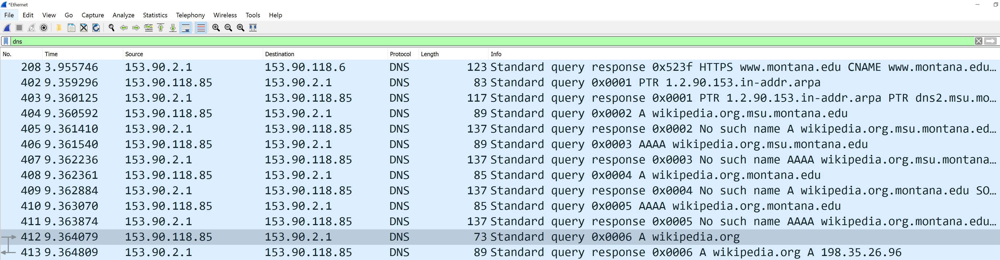 *Ethernet
File Edit View Go Capture Analyze Statistics Telephony Wireless Tools Help
dns
No. Time Source Destination Protocol Length Info
208 3.955746 153.90.2.1 153.90.118.6 DNS 123 Standard query response 0x523f HTTPS www.montana.edu CNAME www.montana.edu…
402 9.359296 153.90.118.85 153.90.2.1 DNS 83 Standard query 0x0001 PTR 1.2.90.153.in-addr.arpa
403 9.360125 153.90.2.1 153.90.118.85 DNS 117 Standard query response 0x0001 PTR 1.2.90.153.in-addr.arpa PTR dns2.msu.mo…
404 9.360592 153.90.118.85 153.90.2.1 DNS 89 Standard query 0x0002 A wikipedia.org.msu.montana.edu
405 9.361410 153.90.2.1 153.90.118.85 DNS 137 Standard query response 0x0002 No such name A wikipedia.org.msu.montana.ed…
406 9.361540 153.90.118.85 153.90.2.1 DNS 89 Standard query 0x0003 AAAA wikipedia.org.msu.montana.edu
407 9.362236 153.90.2.1 153.90.118.85 DNS 137 Standard query response 0x0003 No such name AAAA wikipedia.org.msu.montana…
408 9.362361 153.90.118.85 153.90.2.1 DNS 85 Standard query 0x0004 A wikipedia.org.montana.edu
409 9.362884 153.90.2.1 153.90.118.85 DNS 137 Standard query response 0x0004 No such name A wikipedia.org.montana.edu SO…
410 9.363070 153.90.118.85 153.90.2.1 DNS 85 Standard query 0x0005 AAAA wikipedia.org.montana.edu
411 9.363874 153.90.2.1 153.90.118.85 DNS 137 Standard query response 0x0005 No such name AAAA wikipedia.org.montana.edu…
412 9.364079 153.90.118.85 153.90.2.1 DNS 73 Standard query 0x0006 A wikipedia.org
413 9.364809 153.90.2.1 153.90.118.85 DNS 89 Standard query response 0x0006 A wikipedia.org A 198.35.26.96